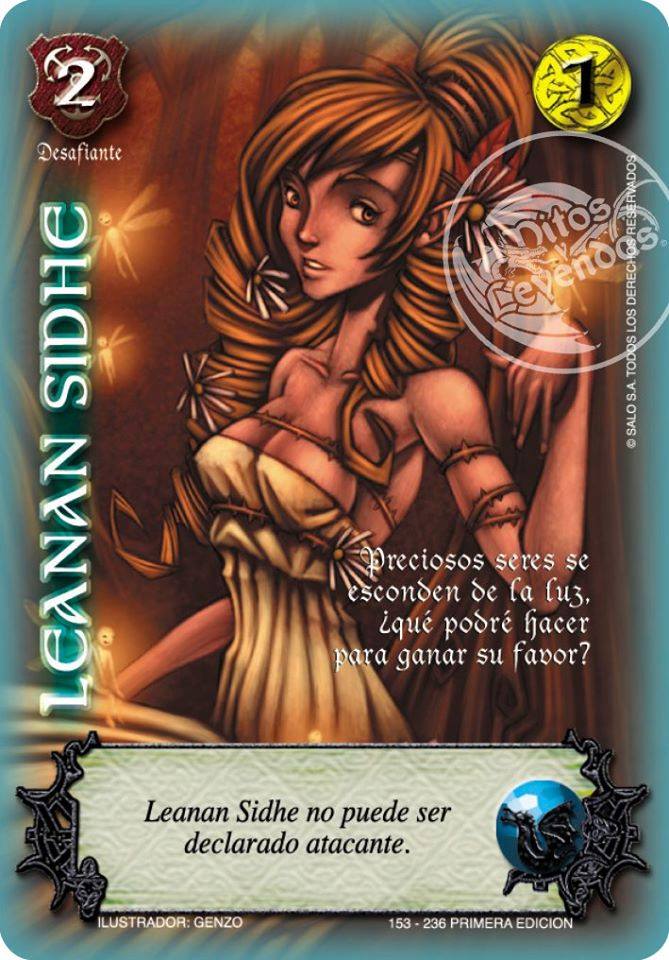 2
1
Desafiante
LEANAN SIDHE
Mitos
y
Leyendas
© SALO S.A. TODOS LOS DERECHOS RESERVADOS
Preciosos seres se
esconden de la luz,
¿qué podré hacer
para ganar su favor?
Leanan Sidhe no puede ser
declarado atacante.
ILUSTRADOR: GENZO
153 - 236 PRIMERA EDICION